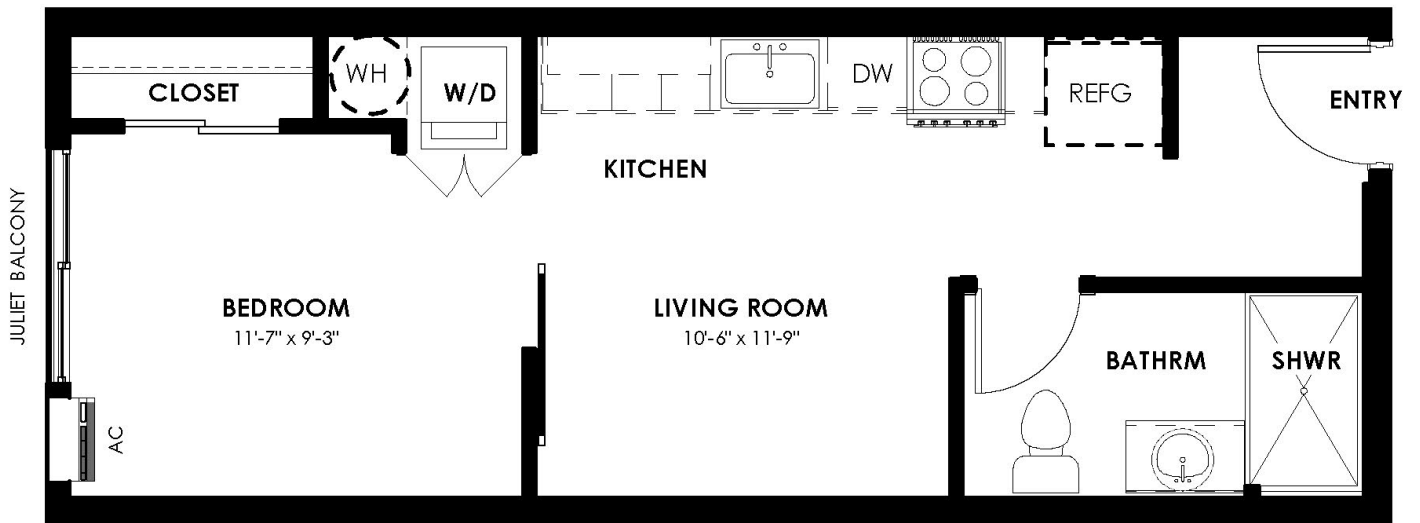 WH
W/D
DW
REFG
CLOSET
ENTRY
KITCHEN
JULIET BALCONY
BEDROOM
11'-7" x 9'-3"
LIVING ROOM
10'-6" x 11'-9"
BATHRM
SHWR
AC